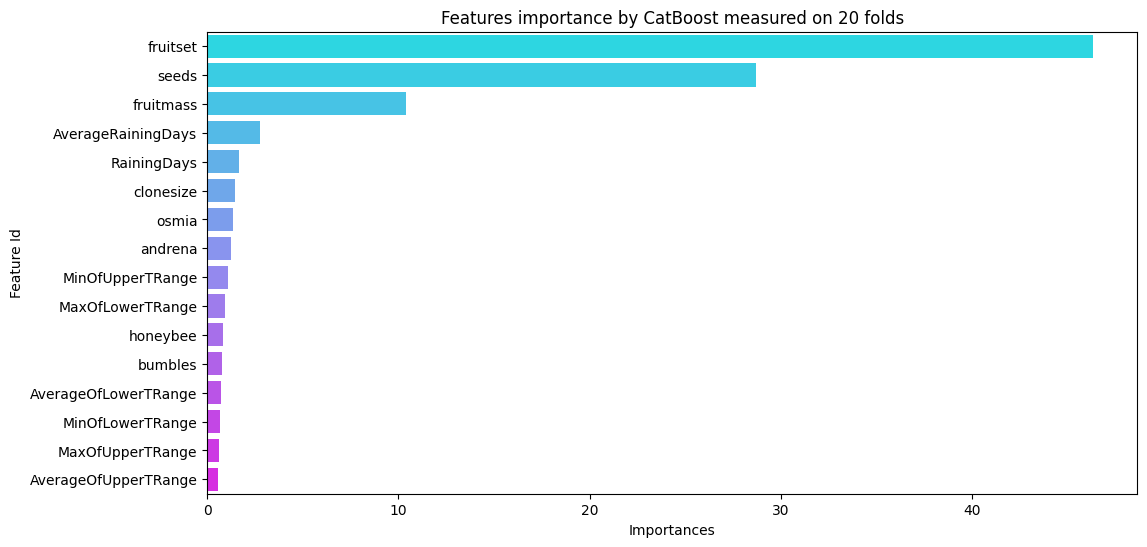 Features importance by CatBoost measured on 20 folds
Feature Id
fruitset
seeds
fruitmass
AverageRainingDays
RainingDays
clonesize
osmia
andrena
MinOfUpperTRange
MaxOfLowerTRange
honeybee
bumbles
AverageOfLowerTRange
MinOfLowerTRange
MaxOfUpperTRange
AverageOfUpperTRange
0 10 20 30 40
Importances